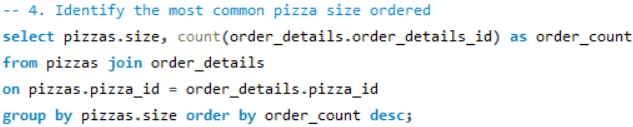 -- 4. Identify the most common pizza size ordered
select pizzas.size, count(order_details.order_details_id) as order_count
from pizzas join order_details
on pizzas.pizza_id = order_details.pizza_id
group by pizzas.size order by order_count desc;